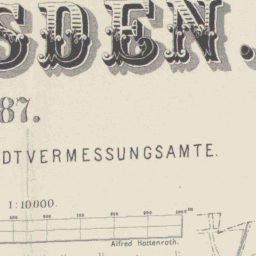 SDEN.
87.
DTVERMESSUNGSAMTE.
1:10000.
Alfred Hottenroth.